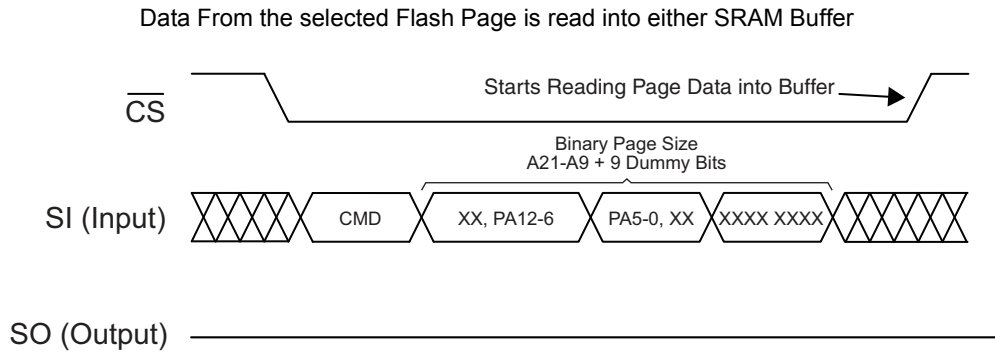 Data From the selected Flash Page is read into either SRAM Buffer
CS
Starts Reading Page Data into Buffer
Binary Page Size
A21-A9 + 9 Dummy Bits
SI (Input)
CMD
XX, PA12-6
PA5-0, XX
XXXX XXXX
SO (Output)